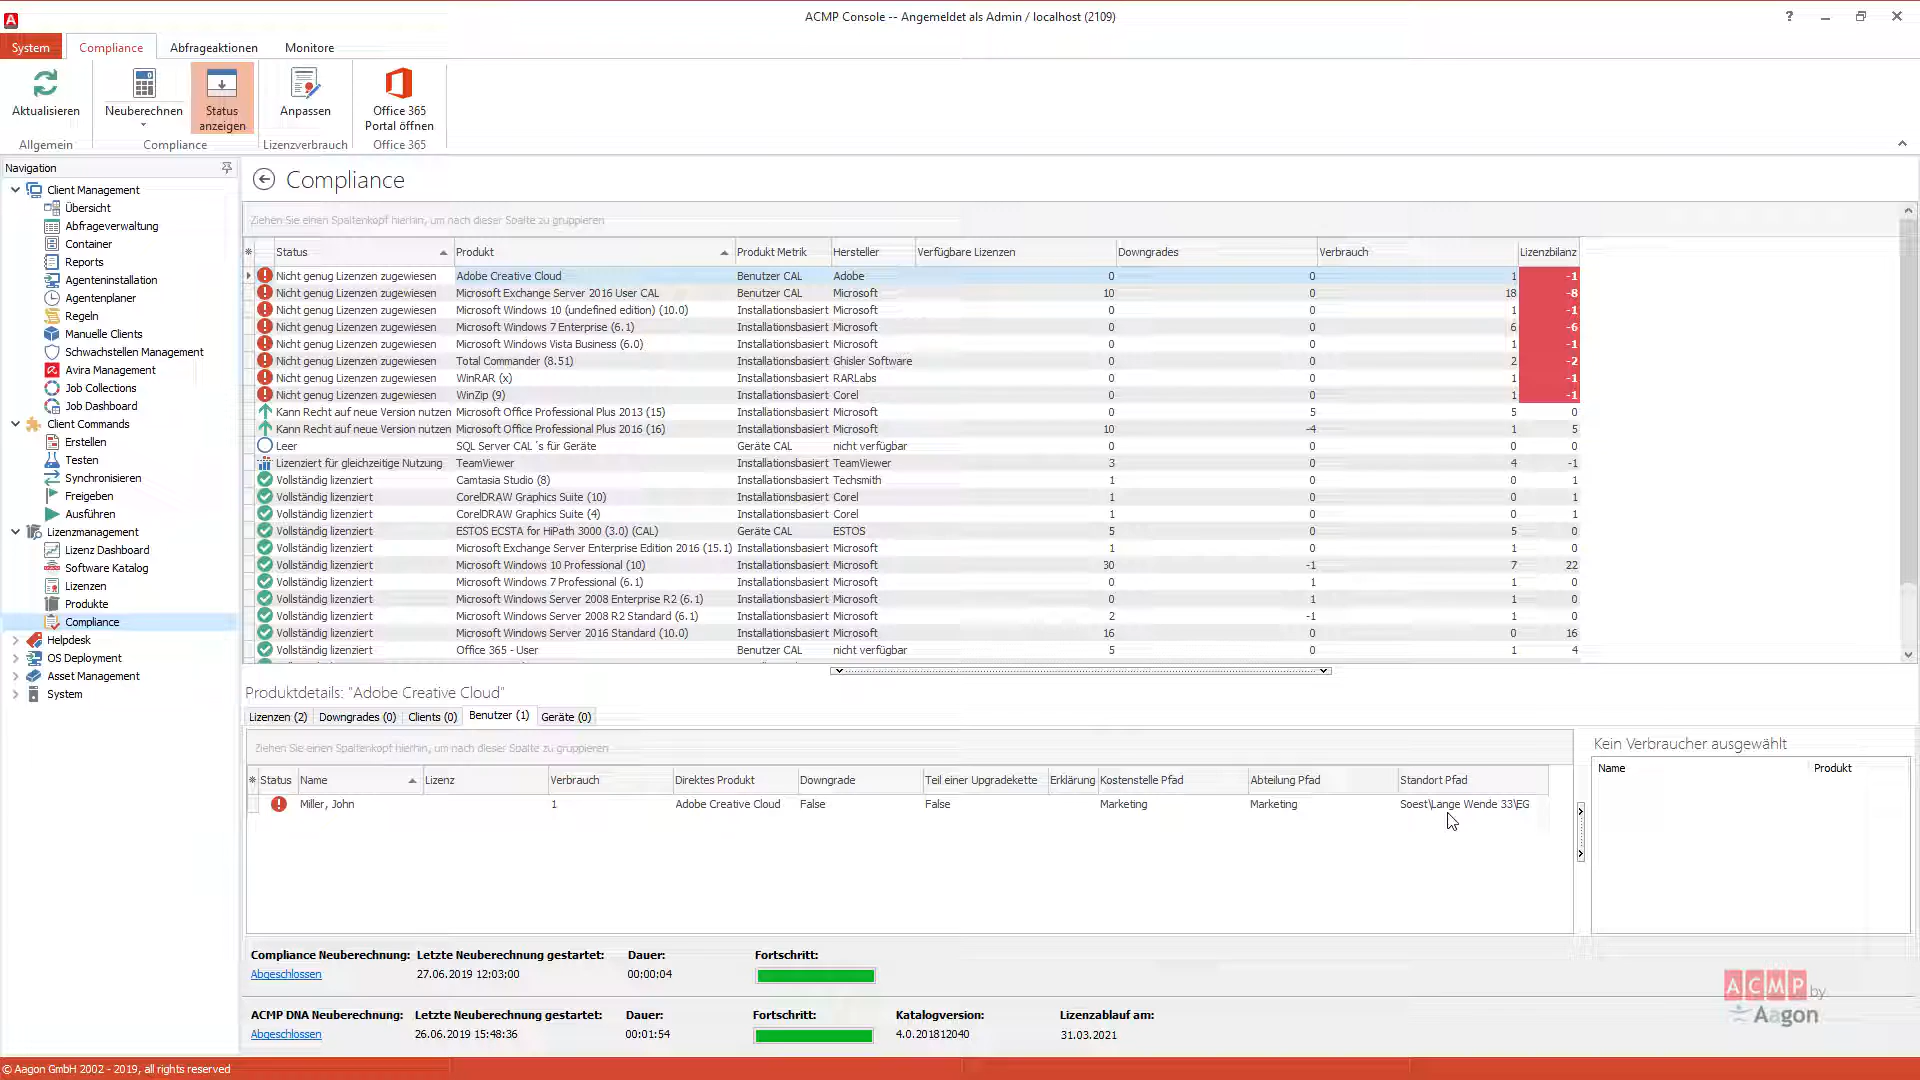 ACMP Console -- Angemeldet als Admin / localhost (2109)
System Compliance Abfrageaktionen Monitore
Aktualisieren Neuberechnen Status anzeigen Anpassen Office 365 Portal öffnen
Allgemein Compliance Lizenzverbrauch Office 365
Navigation
Client Management
Übersicht
Abfrageverwaltung
Container
Reports
Agenteninstallation
Agentenplaner
Regeln
Manuelle Clients
Schwachstellen Management
Avira Management
Job Collections
Job Dashboard
Client Commands
Erstellen
Testen
Synchronisieren
Freigeben
Ausführen
Lizenzmanagement
Lizenz Dashboard
Software Katalog
Lizenzen
Produkte
Compliance
Helpdesk
OS Deployment
Asset Management
System
Compliance
Ziehen Sie einen Spaltenkopf hierhin, um nach dieser Spalte zu gruppieren
Status Produkt Produkt Metrik Hersteller Verfügbare Lizenzen Downgrades Verbrauch Lizenzbilanz
Nicht genug Lizenzen zugewiesen Adobe Creative Cloud Benutzer CAL Adobe 0 0 1 -1
Nicht genug Lizenzen zugewiesen Microsoft Exchange Server 2016 User CAL Benutzer CAL Microsoft 10 0 18 -8
Nicht genug Lizenzen zugewiesen Microsoft Windows 10 (undefined edition) (10.0) Installationsbasiert Microsoft 0 0 1 -1
Nicht genug Lizenzen zugewiesen Microsoft Windows 7 Enterprise (6.1) Installationsbasiert Microsoft 0 0 6 -6
Nicht genug Lizenzen zugewiesen Microsoft Windows Vista Business (6.0) Installationsbasiert Microsoft 0 0 1 -1
Nicht genug Lizenzen zugewiesen Total Commander (8.51) Installationsbasiert Ghisler Software 0 0 2 -2
Nicht genug Lizenzen zugewiesen WinRAR (x) Installationsbasiert RARLabs 0 0 1 -1
Nicht genug Lizenzen zugewiesen WinZip (9) Installationsbasiert Corel 0 0 1 -1
Kann Recht auf neue Version nutzen Microsoft Office Professional Plus 2013 (15) Installationsbasiert Microsoft 0 5 5 0
Kann Recht auf neue Version nutzen Microsoft Office Professional Plus 2016 (16) Installationsbasiert Microsoft 10 -4 1 5
Leer SQL Server CAL´s für Geräte Geräte CAL nicht verfügbar 0 0 0 0
Lizenziert für gleichzeitige Nutzung TeamViewer Installationsbasiert TeamViewer 3 0 4 -1
Vollständig lizenziert Camtasia Studio (8) Installationsbasiert Techsmith 1 0 0 1
Vollständig lizenziert CorelDRAW Graphics Suite (10) Installationsbasiert Corel 1 0 0 1
Vollständig lizenziert CorelDRAW Graphics Suite (4) Installationsbasiert Corel 1 0 0 1
Vollständig lizenziert ESTOS ECSTA for HiPath 3000 (3.0) (CAL) Geräte CAL ESTOS 5 0 5 0
Vollständig lizenziert Microsoft Exchange Server Enterprise Edition 2016 (15.1) Installationsbasiert Microsoft 1 0 1 0
Vollständig lizenziert Microsoft Windows 10 Professional (10) Installationsbasiert Microsoft 30 -1 7 22
Vollständig lizenziert Microsoft Windows 7 Professional (6.1) Installationsbasiert Microsoft 0 1 1 0
Vollständig lizenziert Microsoft Windows Server 2008 Enterprise R2 (6.1) Installationsbasiert Microsoft 0 1 1 0
Vollständig lizenziert Microsoft Windows Server 2008 R2 Standard (6.1) Installationsbasiert Microsoft 2 -1 1 0
Vollständig lizenziert Microsoft Windows Server 2016 Standard (10.0) Installationsbasiert Microsoft 16 0 0 16
Vollständig lizenziert Office 365 - User Benutzer CAL nicht verfügbar 5 0 1 4
Produktdetails: "Adobe Creative Cloud"
Lizenzen (2) Downgrades (0) Clients (0) Benutzer (1) Geräte (0)
Ziehen Sie einen Spaltenkopf hierhin, um nach dieser Spalte zu gruppieren
Status Name Lizenz Verbrauch Direktes Produkt Downgrade Teil einer Upgradekette Erklärung Kostenstelle Pfad Abteilung Pfad Standort Pfad
Miller, John 1 Adobe Creative Cloud False False Marketing Marketing Soest\Lange Wende 33\EG
Kein Verbraucher ausgewählt
Name Produkt
Compliance Neuberechnung: Letzte Neuberechnung gestartet: Dauer: Fortschritt:
Abgeschlossen 27.06.2019 12:03:00 00:00:04
ACMP DNA Neuberechnung: Letzte Neuberechnung gestartet: Dauer: Fortschritt: Katalogversion: Lizenzablauf am:
Abgeschlossen 26.06.2019 15:48:36 00:01:54 4.0.201812040 31.03.2021
ACMP by
Aagon
© Aagon GmbH 2002 - 2019, all rights reserved